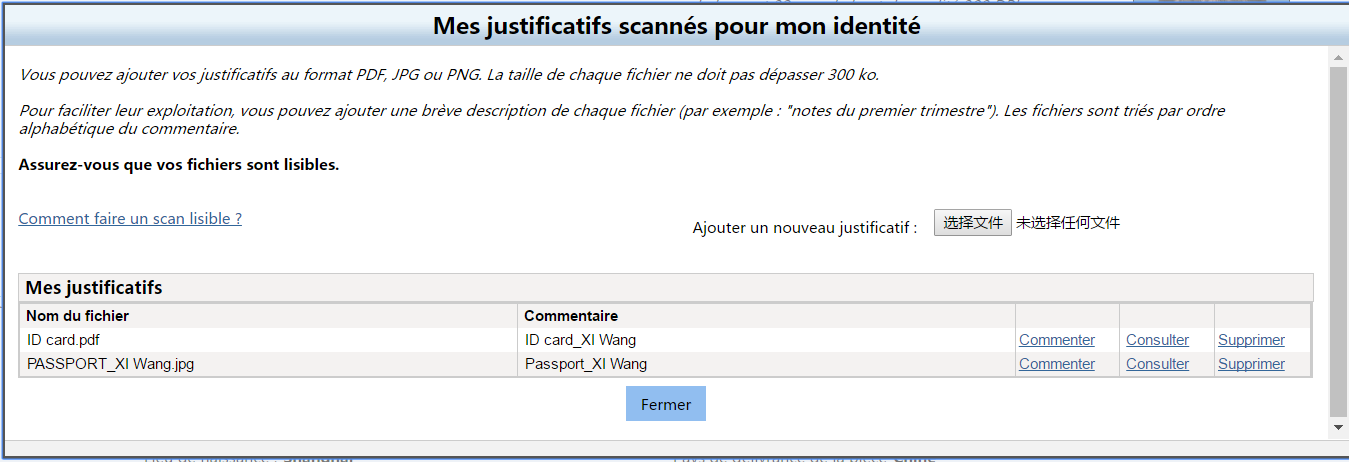 Mes justificatifs scannés pour mon identité
Vous pouvez ajouter vos justificatifs au format PDF, JPG ou PNG. La taille de chaque fichier ne doit pas dépasser 300 ko.
Pour faciliter leur exploitation, vous pouvez ajouter une brève description de chaque fichier (par exemple : "notes du premier trimestre"). Les fichiers sont triés par ordre
alphabétique du commentaire.
Assurez-vous que vos fichiers sont lisibles.
Comment faire un scan lisible ?
Ajouter un nouveau justificatif : 选择文件 未选择任何文件
Mes justificatifs
Nom du fichier Commentaire
ID card.pdf ID card_XI Wang Commenter Consulter Supprimer
PASSPORT_XI Wang.jpg Passport_XI Wang Commenter Consulter Supprimer
Fermer